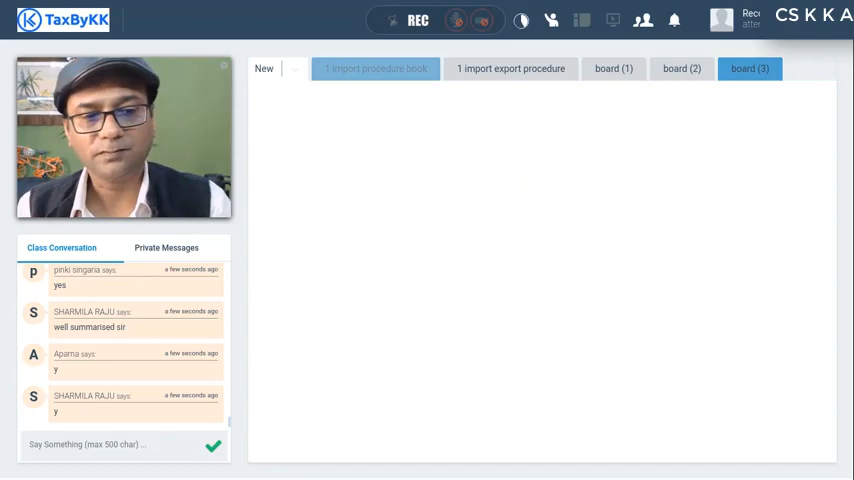 TaxByKK
REC
Rec
after
CS K K A
New
1 import procedure book
1 import export procedure
board (1)
board (2)
board (3)
Class Conversation
Private Messages
p
pinki singaria says:
a few seconds ago
yes
S
SHARMILA RAJU says:
a few seconds ago
well summarised sir
A
Aparna says:
a few seconds ago
y
S
SHARMILA RAJU says:
a few seconds ago
y
Say Something (max 500 char) ...